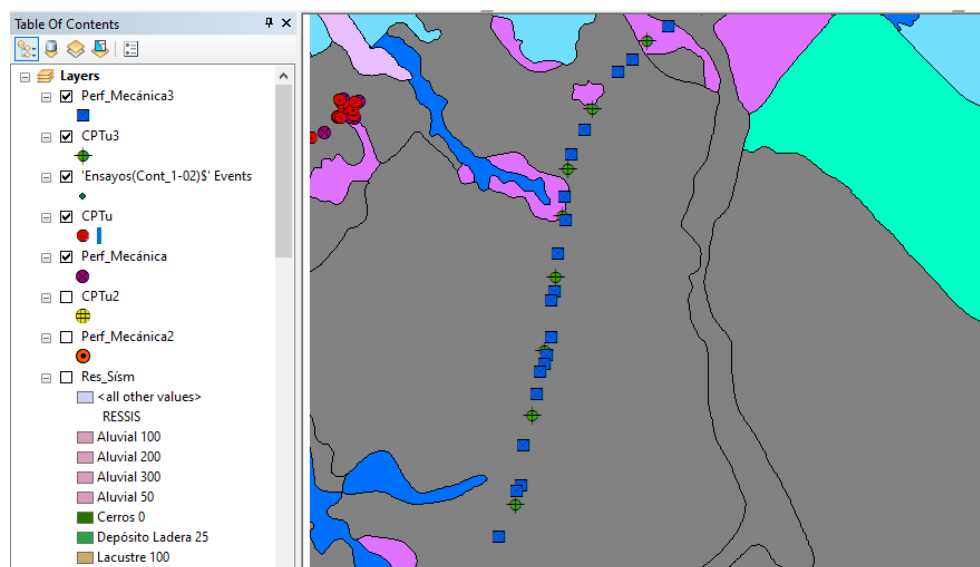 Table Of Contents
Layers
Perf_Mecánica3
CPTu3
'Ensayos(Cont_1-02)$' Events
CPTu
Perf_Mecánica
CPTu2
Perf_Mecánica2
Res_Sísm
<all other values>
RESSIS
Aluvial 100
Aluvial 200
Aluvial 300
Aluvial 50
Cerros 0
Depósito Ladera 25
Lacustre 100